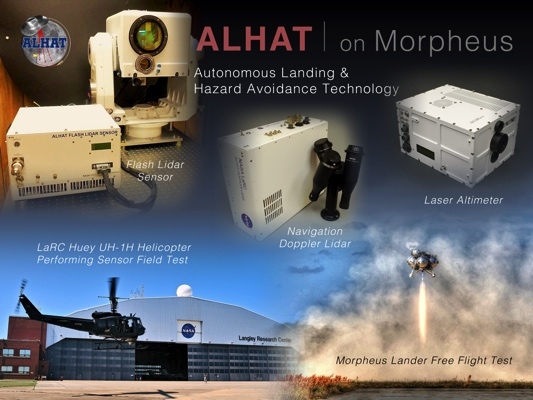 ALHAT
ALHAT | on Morpheus
Autonomous Landing &
Hazard Avoidance Technology
ALHAT FLASH LIDAR SENSOR
Flash Lidar
Sensor
Navigation
Doppler Lidar
Laser Altimeter
LaRC Huey UH-1H Helicopter
Performing Sensor Field Test
NASA
Langley Research Center
Morpheus Lander Free Flight Test